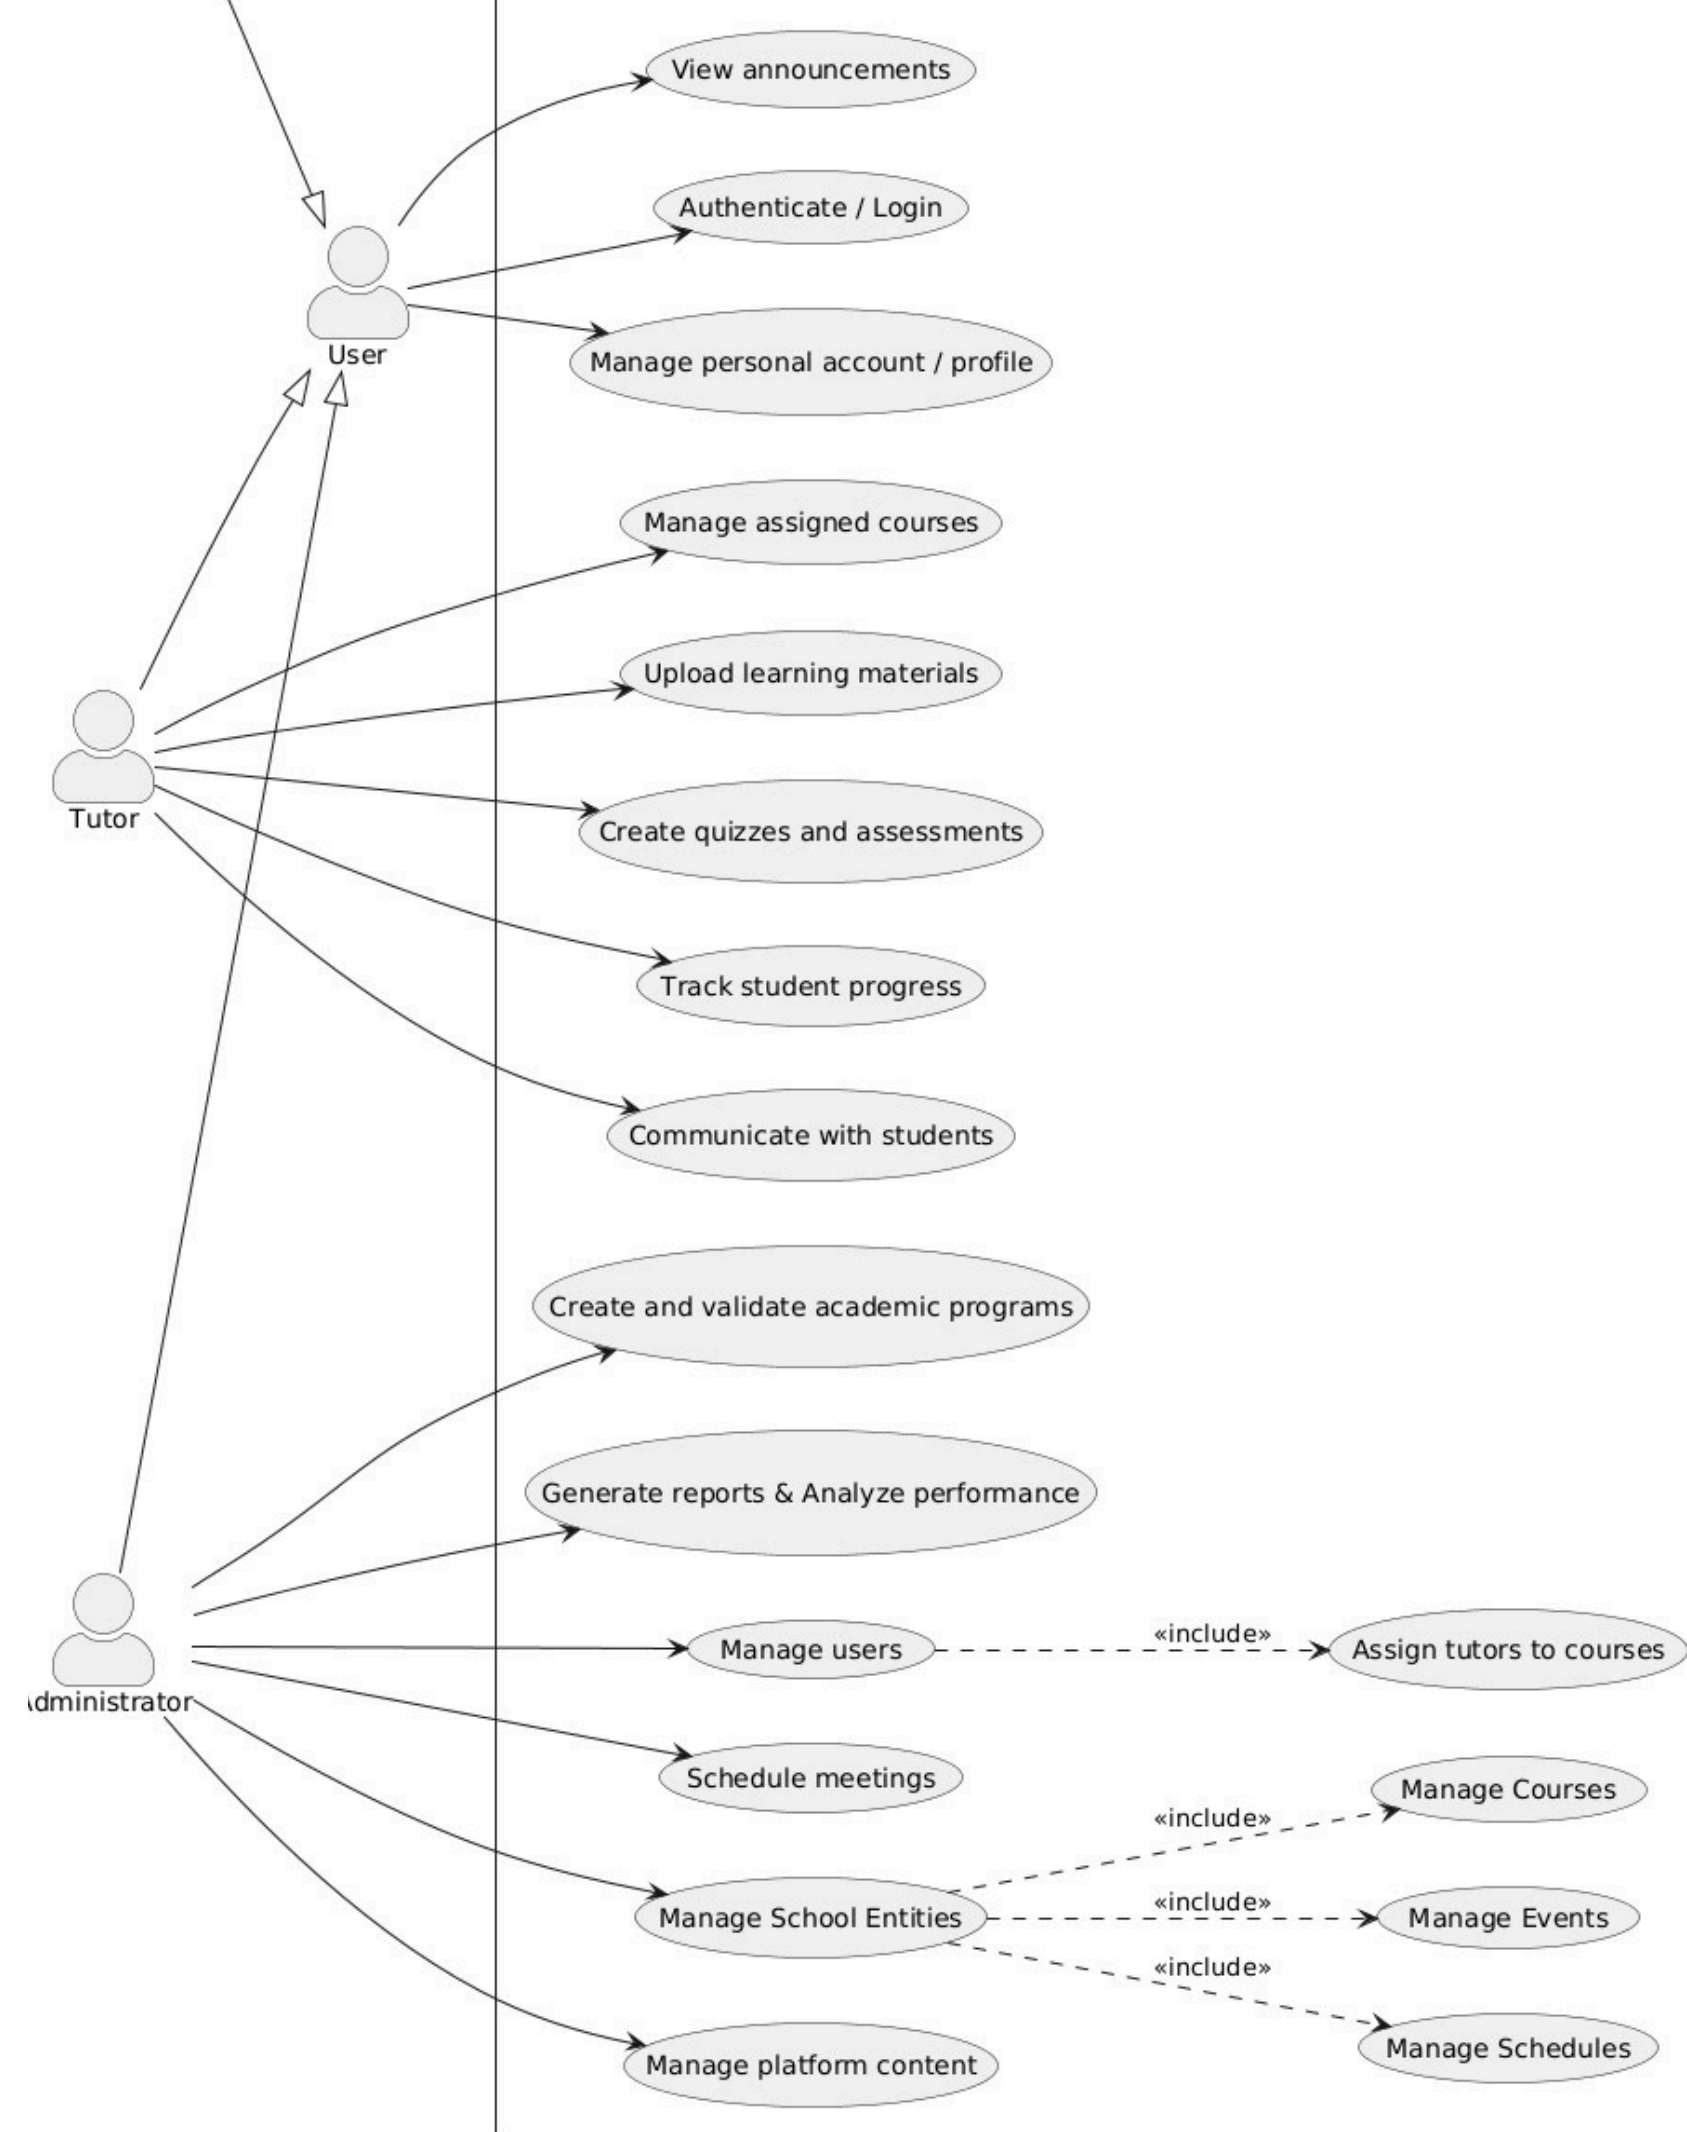 View announcements
Authenticate / Login
User
Manage personal account / profile
Manage assigned courses
Upload learning materials
Tutor
Create quizzes and assessments
Track student progress
Communicate with students
Create and validate academic programs
Generate reports & Analyze performance
Manage users
«include»
Assign tutors to courses
dministrator
Schedule meetings
Manage Courses
«include»
Manage School Entities
«include»
Manage Events
«include»
Manage Schedules
Manage platform content